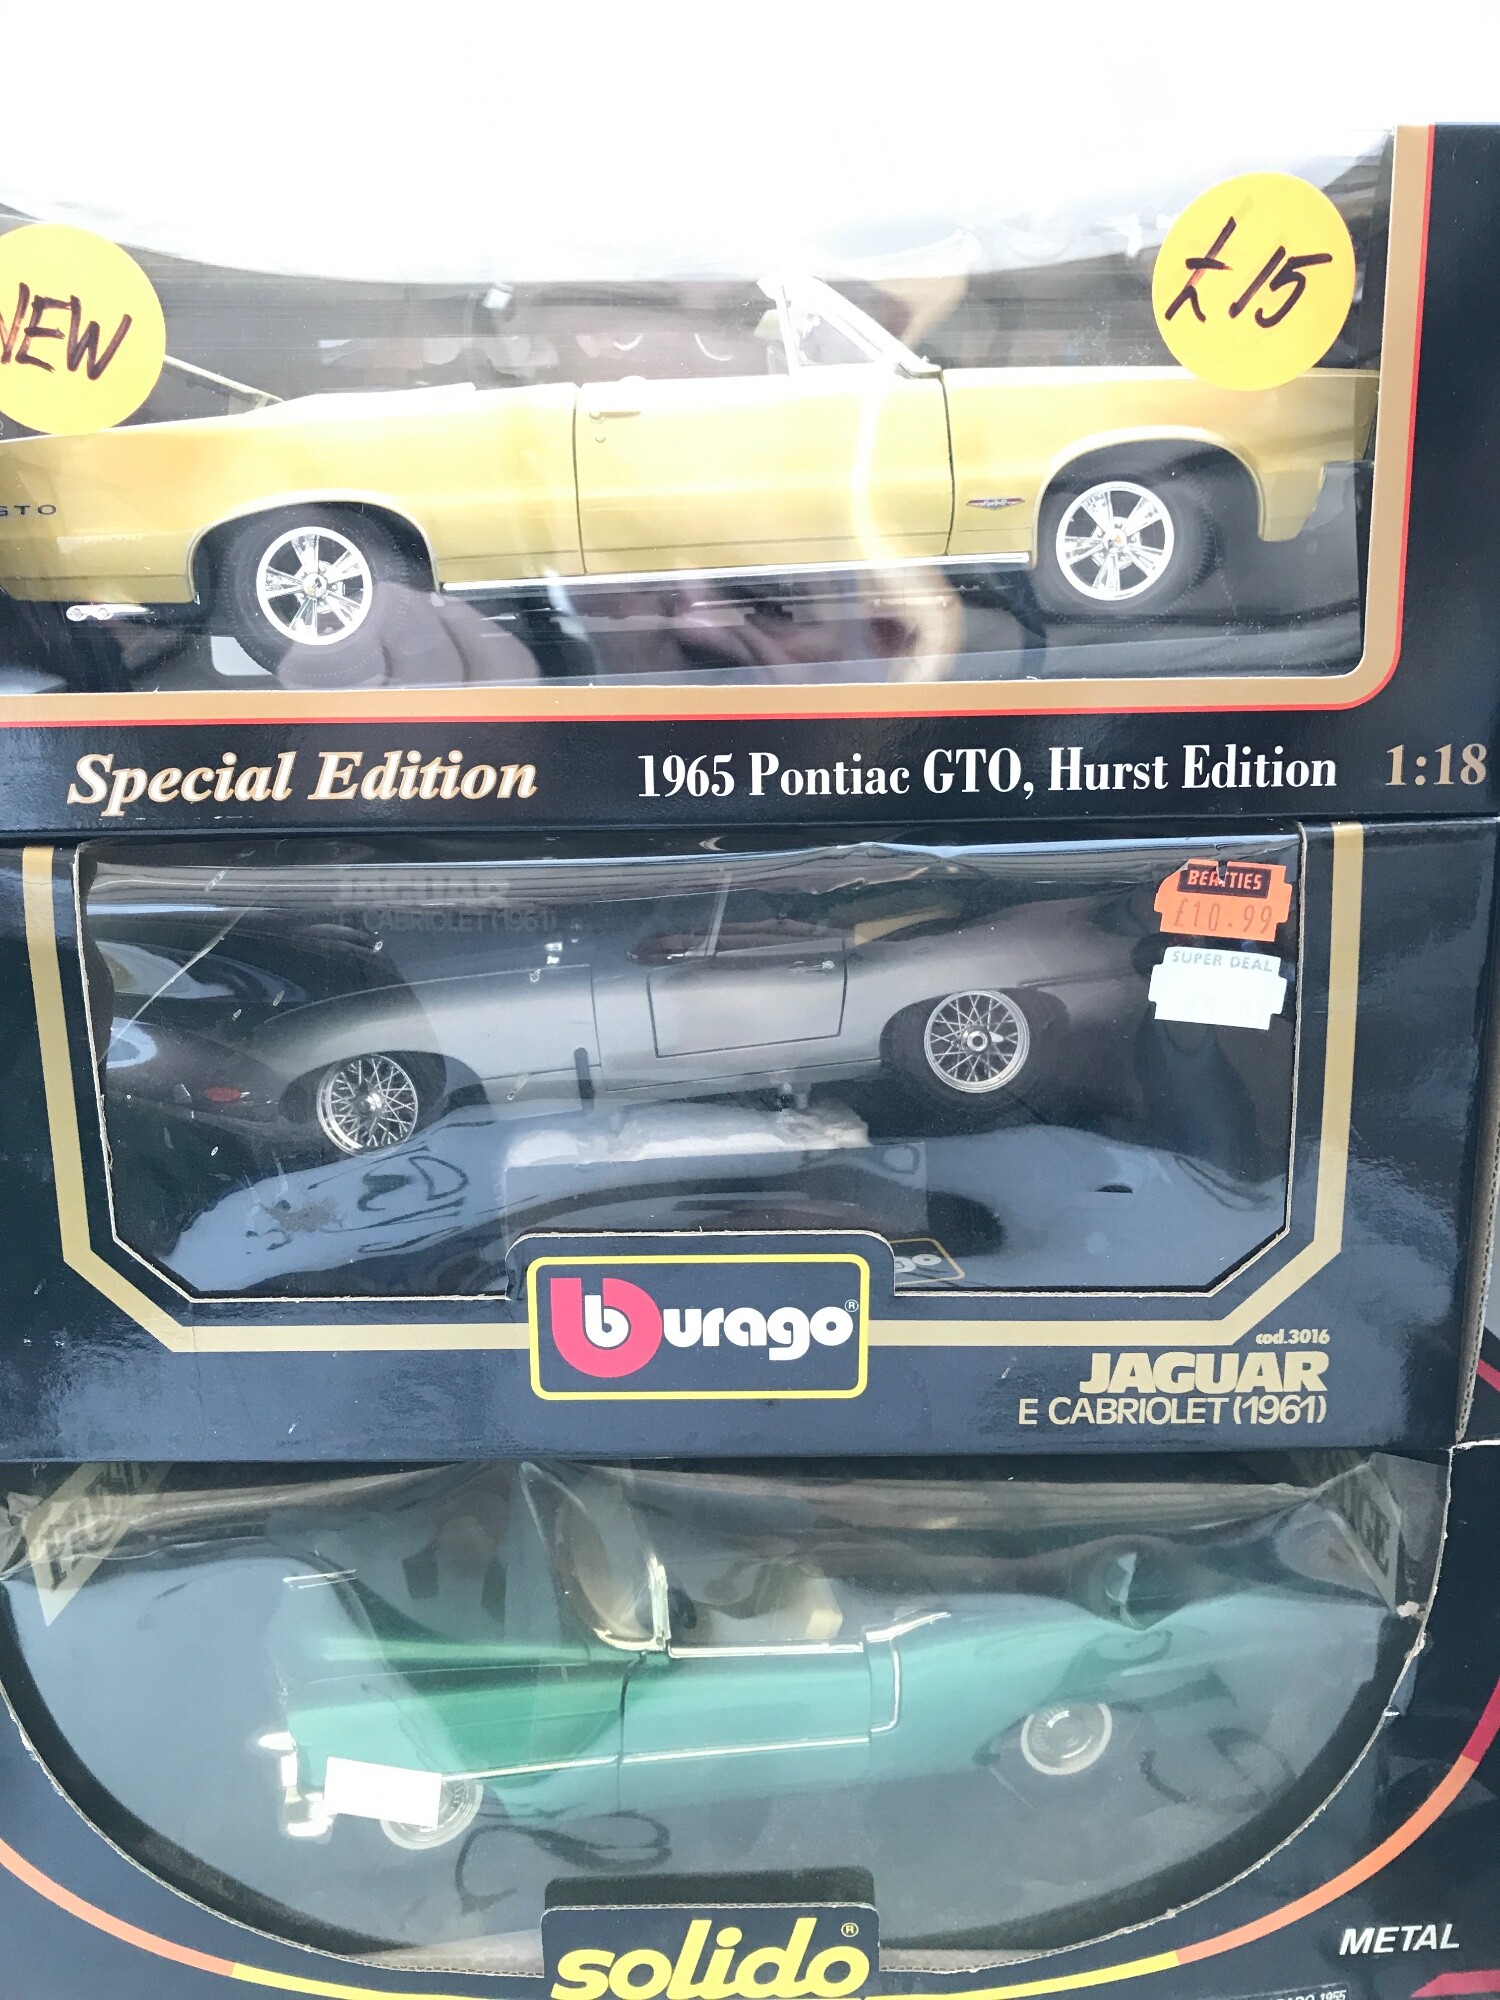 NEW
£15
GTO
Special Edition 1965 Pontiac GTO, Hurst Edition 1:18
JAGUAR
E CABRIOLET (1961)
BEATTIES
£10.99
SUPER DEAL
burago®
cod.3016
JAGUAR
E CABRIOLET (1961)
solido®
METAL
1955